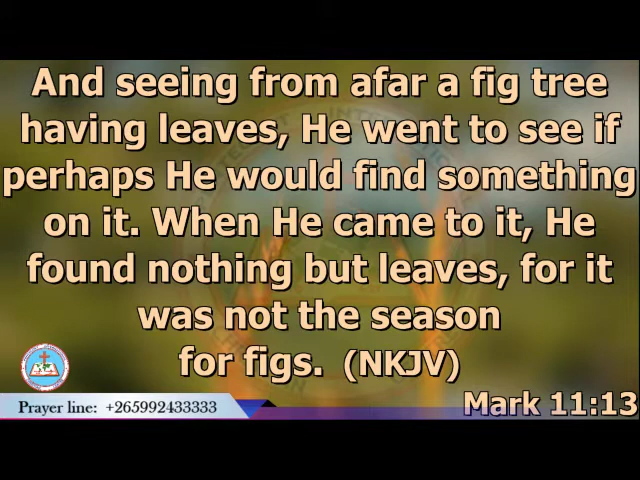 And seeing from afar a fig tree
having leaves, He went to see if
perhaps He would find something
on it. When He came to it, He
found nothing but leaves, for it
was not the season
for figs. (NKJV)
Prayer line: +265992433333
Mark 11:13